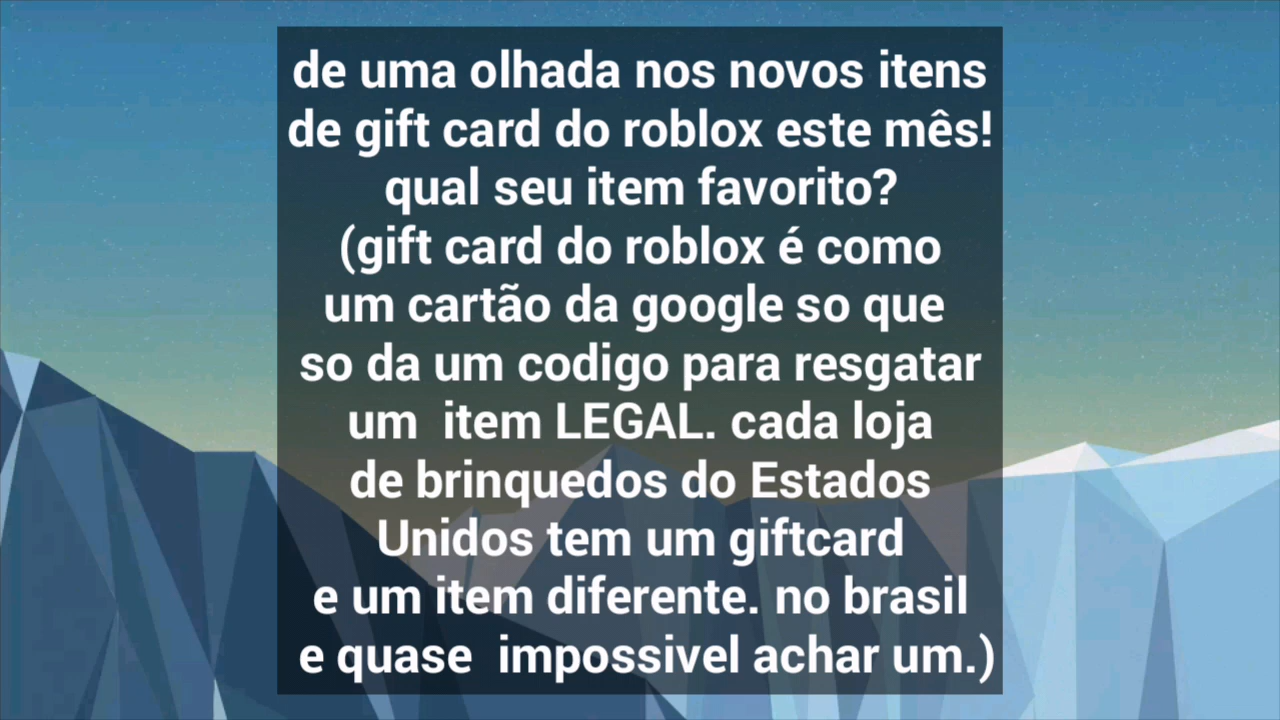 de uma olhada nos novos itens
de gift card do roblox este mês!
qual seu item favorito?
(gift card do roblox é como
um cartão da google so que
so da um codigo para resgatar
um  item LEGAL. cada loja
de brinquedos do Estados
Unidos tem um giftcard
e um item diferente. no brasil
e quase  impossivel achar um.)